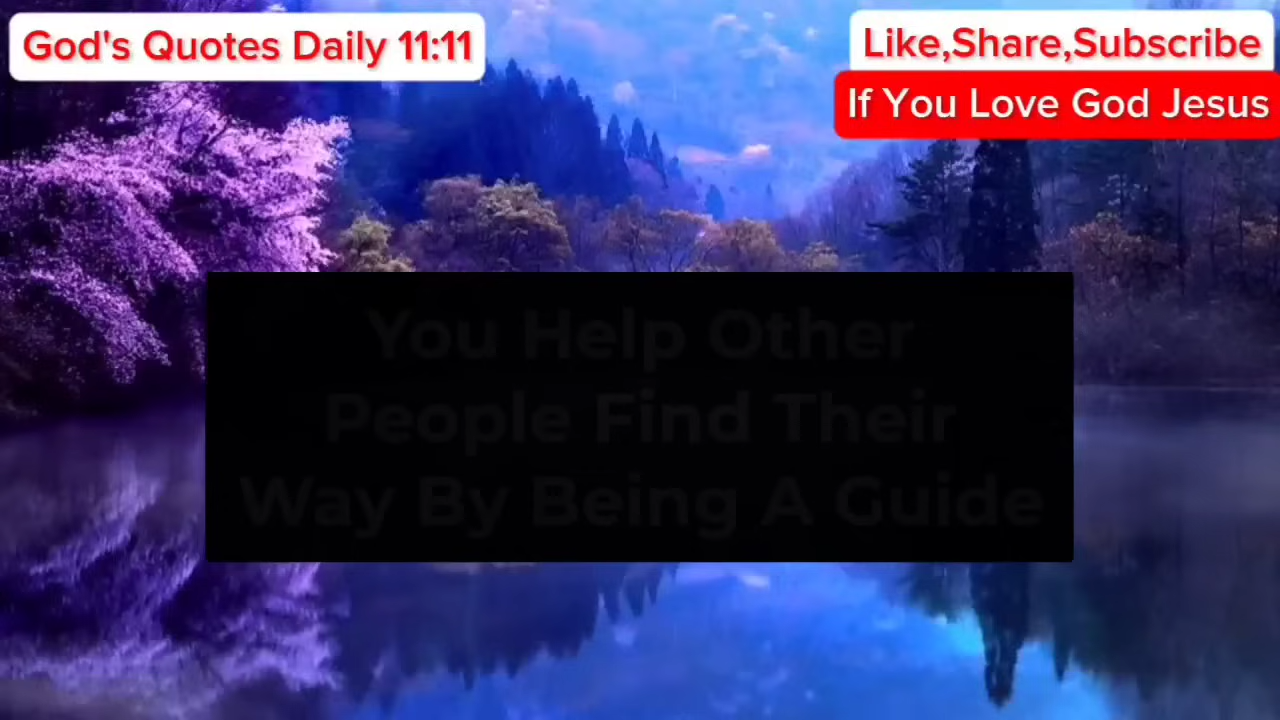 God's Quotes Daily 11:11
Like,Share,Subscribe
If You Love God Jesus
You Help Other
People Find Their
Way By Being A Guide